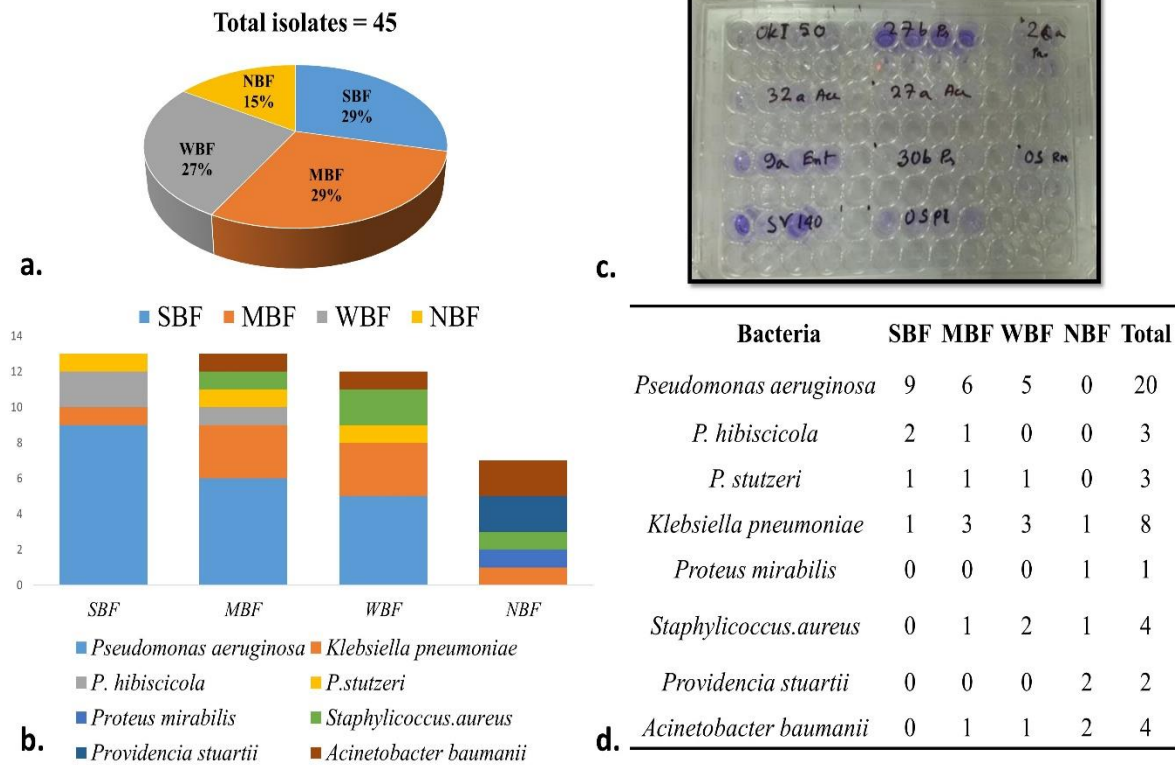 Total isolates = 45
NBF
15%
SBF
29%
WBF
27%
MBF
29%
a.
SBF MBF WBF NBF
14
12
10
8
6
4
2
0
SBF MBF WBF NBF
Pseudomonas aeruginosa Klebsiella pneumoniae
P. hibiscicola P.stutzeri
Proteus mirabilis Staphylicoccus.aureus
Providencia stuartii Acinetobacter baumanii
b.
OKI 50 27b Ps
32a Acc 27a Acc
9a Ent 30b Ps OS Rm
SV 140 OS Pl
c.
Bacteria SBF MBF WBF NBF Total
Pseudomonas aeruginosa 9 6 5 0 20
P. hibiscicola 2 1 0 0 3
P. stutzeri 1 1 1 0 3
Klebsiella pneumoniae 1 3 3 1 8
Proteus mirabilis 0 0 0 1 1
Staphylicoccus.aureus 0 1 2 1 4
Providencia stuartii 0 0 0 2 2
Acinetobacter baumanii 0 1 1 2 4
d.